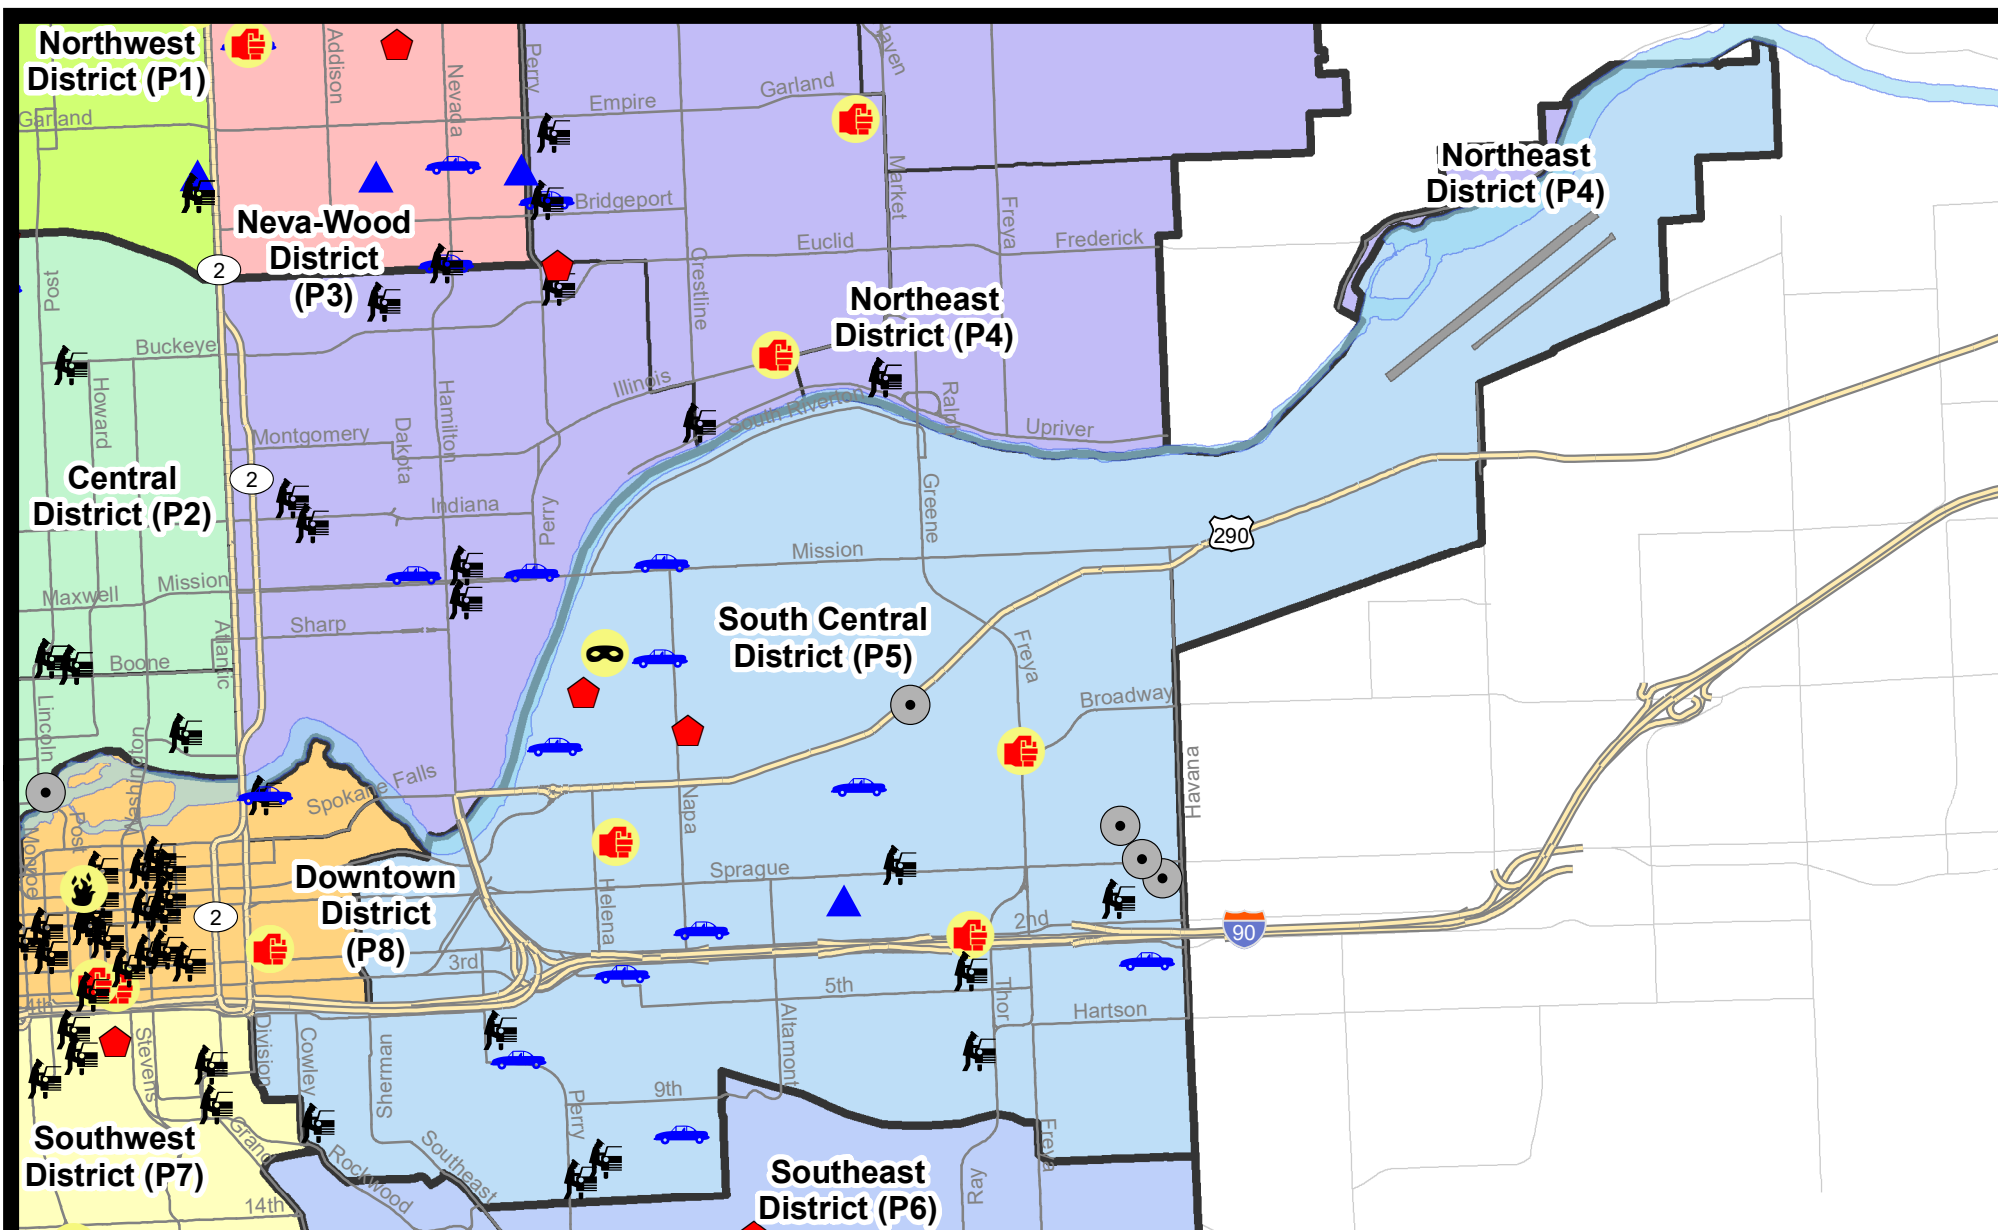 Northwest
District (P1)
Addison
Nevada
Perry
Haven
Garland
Empire
Garland
Northeast
District (P4)
Market
Bridgeport
Neva-Wood
District
(P3)
Freya
Euclid
Frederick
2
Post
Crestline
Northeast
District (P4)
Buckeye
Illinois
Howard
Hamilton
Ralph
South Riverton
Dakota
Montgomery
Upriver
Central
District (P2)
2
Greene
Indiana
Perry
290
Mission
Mission
Maxwell
South Central
District (P5)
Sharp
Atlantic
Freya
Boone
Broadway
Lincoln
Washington
Havana
Spokane Falls
Post
Napa
Monroe
Downtown
District
(P8)
Sprague
Helena
2
2nd
90
3rd
5th
4th
Thor
Altamont
Hartson
Stevens
Division
Cowley
Sherman
9th
Perry
Southwest
District (P7)
Grand
Rockwood
Southeast
Freya
Southeast
District (P6)
Ray
14th